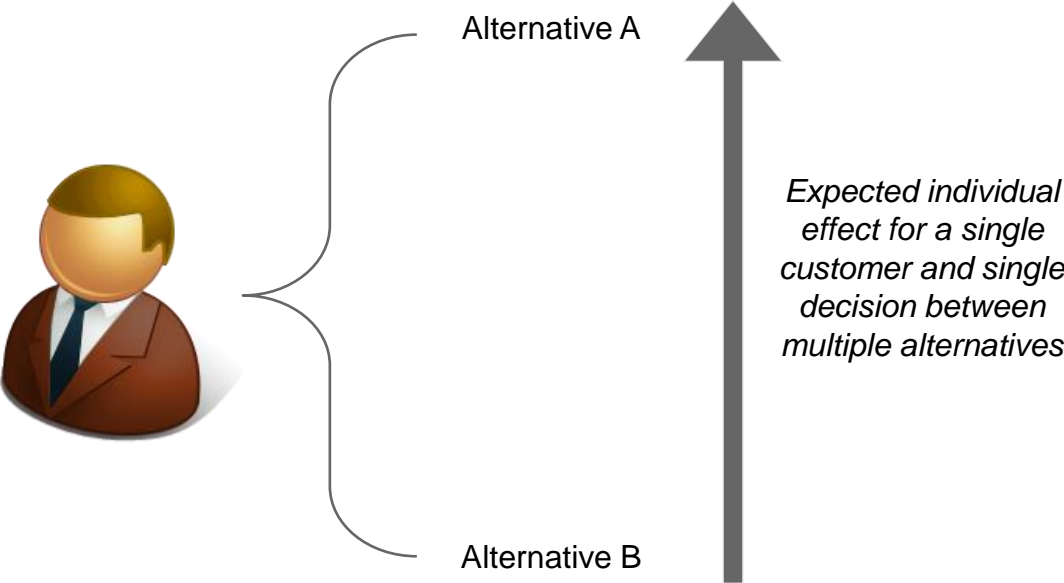 Alternative A
Expected individual
effect for a single
customer and single
decision between
multiple alternatives
Alternative B